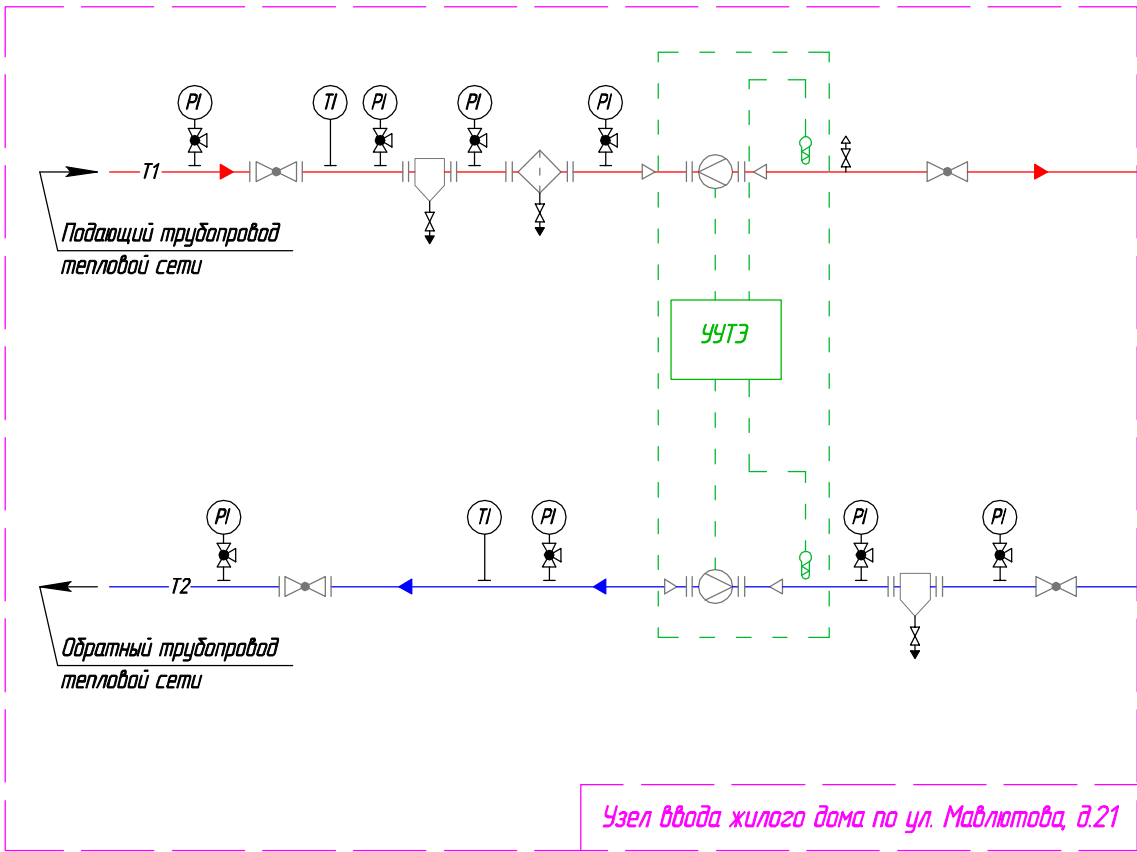 PI
TI
PI
PI
PI
T1
Подающий трубопровод
тепловой сети
УУТЭ
PI
TI
PI
PI
PI
T2
Обратный трубопровод
тепловой сети
Узел ввода жилого дома по ул. Мавлютова, д.21